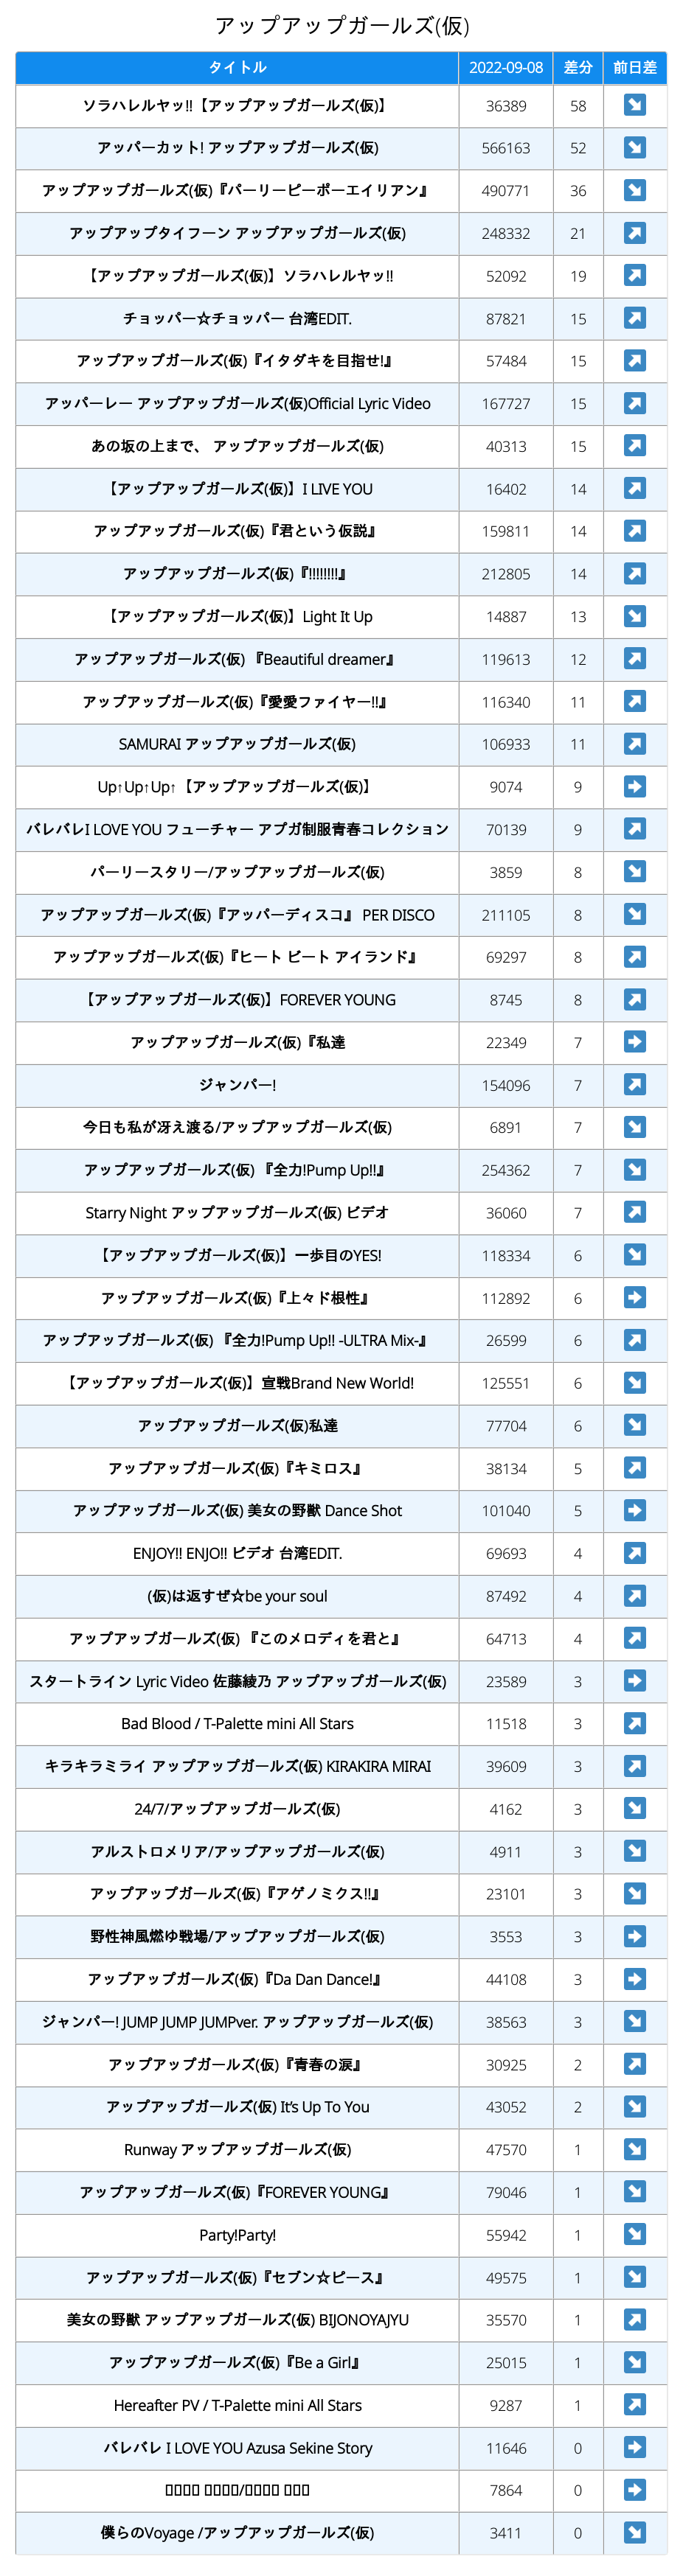 アップアップガールズ(仮)
タイトル 2022-09-08 差分 前日差
ソラハレルヤッ!!【アップアップガールズ(仮)】 36389 58 ↘
アッパーカット! アップアップガールズ(仮) 566163 52 ↘
アップアップガールズ(仮)『パーリーピーポーエイリアン』 490771 36 ↘
アップアップタイフーン アップアップガールズ(仮) 248332 21 ↗
【アップアップガールズ(仮)】ソラハレルヤッ!! 52092 19 ↗
チョッパー☆チョッパー 台湾EDIT. 87821 15 ↗
アップアップガールズ(仮)『イタダキを目指せ!』 57484 15 ↗
アッパーレー アップアップガールズ(仮)Official Lyric Video 167727 15 ↗
あの坂の上まで、 アップアップガールズ(仮) 40313 15 ↗
【アップアップガールズ(仮)】I LIVE YOU 16402 14 ↗
アップアップガールズ(仮)『君という仮説』 159811 14 ↗
アップアップガールズ(仮)『!!!!!!!!』 212805 14 ↗
【アップアップガールズ(仮)】Light It Up 14887 13 ↘
アップアップガールズ(仮) 『Beautiful dreamer』 119613 12 ↗
アップアップガールズ(仮)『愛愛ファイヤー!!』 116340 11 ↗
SAMURAI アップアップガールズ(仮) 106933 11 ↗
Up↑Up↑Up↑【アップアップガールズ(仮)】 9074 9 ➡
バレバレI LOVE YOU フューチャー アプガ制服青春コレクション 70139 9 ↗
パーリースタリー/アップアップガールズ(仮) 3859 8 ↘
アップアップガールズ(仮)『アッパーディスコ』 PER DISCO 211105 8 ↘
アップアップガールズ(仮)『ヒート ビート アイランド』 69297 8 ↗
【アップアップガールズ(仮)】FOREVER YOUNG 8745 8 ↗
アップアップガールズ(仮)『私達 22349 7 ➡
ジャンパー! 154096 7 ↗
今日も私が冴え渡る/アップアップガールズ(仮) 6891 7 ↘
アップアップガールズ(仮) 『全力!Pump Up!!』 254362 7 ↘
Starry Night アップアップガールズ(仮) ビデオ 36060 7 ↗
【アップアップガールズ(仮)】一歩目のYES! 118334 6 ↘
アップアップガールズ(仮)『上々ド根性』 112892 6 ➡
アップアップガールズ(仮) 『全力!Pump Up!! -ULTRA Mix-』 26599 6 ↗
【アップアップガールズ(仮)】宣戦Brand New World! 125551 6 ↘
アップアップガールズ(仮)私達 77704 6 ↘
アップアップガールズ(仮)『キミロス』 38134 5 ↗
アップアップガールズ(仮) 美女の野獣 Dance Shot 101040 5 ➡
ENJOY!! ENJO!! ビデオ 台湾EDIT. 69693 4 ↗
(仮)は返すぜ☆be your soul 87492 4 ↗
アップアップガールズ(仮) 『このメロディを君と』 64713 4 ↗
スタートライン Lyric Video 佐藤綾乃 アップアップガールズ(仮) 23589 3 ➡
Bad Blood / T-Palette mini All Stars 11518 3 ↗
キラキラミライ アップアップガールズ(仮) KIRAKIRA MIRAI 39609 3 ↗
24/7/アップアップガールズ(仮) 4162 3 ↘
アルストロメリア/アップアップガールズ(仮) 4911 3 ↘
アップアップガールズ(仮)『アゲノミクス!!』 23101 3 ↘
野性神風燃ゆ戦場/アップアップガールズ(仮) 3553 3 ➡
アップアップガールズ(仮)『Da Dan Dance!』 44108 3 ➡
ジャンパー! JUMP JUMP JUMPver. アップアップガールズ(仮) 38563 3 ↘
アップアップガールズ(仮)『青春の涙』 30925 2 ↗
アップアップガールズ(仮) It's Up To You 43052 2 ↘
Runway アップアップガールズ(仮) 47570 1 ↘
アップアップガールズ(仮)『FOREVER YOUNG』 79046 1 ↘
Party!Party! 55942 1 ↘
アップアップガールズ(仮)『セブン☆ピース』 49575 1 ↘
美女の野獣 アップアップガールズ(仮) BIJONOYAJYU 35570 1 ↗
アップアップガールズ(仮)『Be a Girl』 25015 1 ↘
Hereafter PV / T-Palette mini All Stars 9287 1 ↗
バレバレ I LOVE YOU Azusa Sekine Story 11646 0 ➡
▯▯▯▯ ▯▯▯▯/▯▯▯▯ ▯▯▯ 7864 0 ➡
僕らのVoyage /アップアップガールズ(仮) 3411 0 ↘